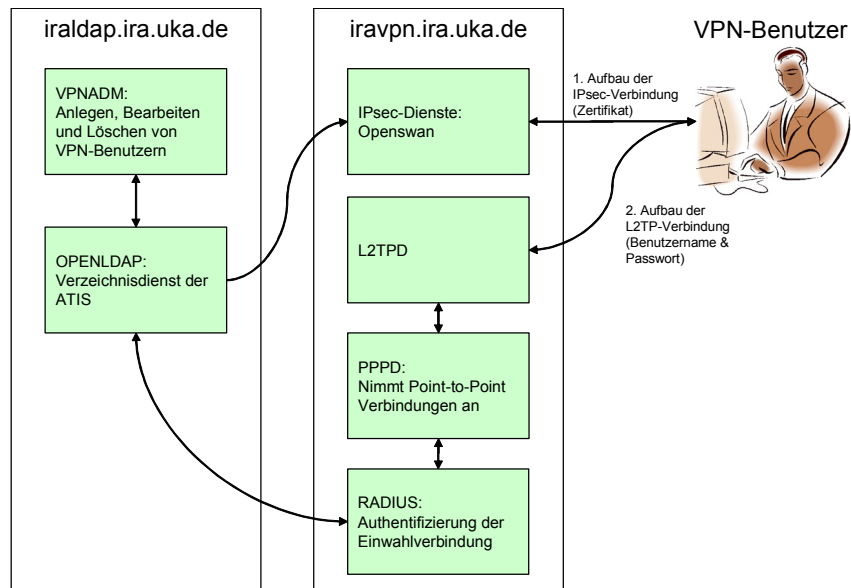 iraldap.ira.uka.de
VPNADM:
Anlegen, Bearbeiten
und Löschen von
VPN-Benutzern
OPENLDAP:
Verzeichnisdienst der
ATIS
iravpn.ira.uka.de
IPsec-Dienste:
Openswan
L2TPD
PPPD:
Nimmt Point-to-Point
Verbindungen an
RADIUS:
Authentifizierung der
Einwahlverbindung
VPN-Benutzer
1. Aufbau der
IPsec-Verbindung
(Zertifikat)
2. Aufbau der
L2TP-Verbindung
(Benutzername &
Passwort)